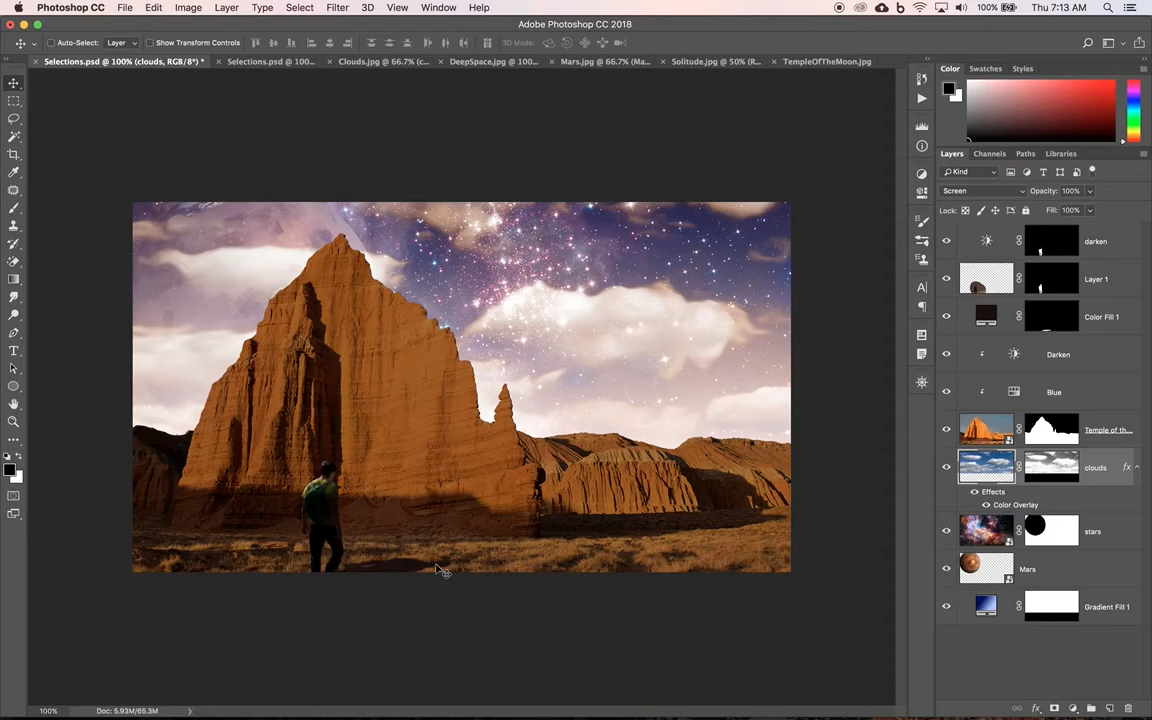 Photoshop CC File Edit Image Layer Type Select Filter 3D View Window Help 100% Thu 7:13 AM
Adobe Photoshop CC 2018
Auto-Select: Layer Show Transform Controls 3D Mode:
Selections.psd @ 100% (clouds, RGB/8*) * Selections.psd @ 100... Clouds.jpg @ 66.7% (c... DeepSpace.jpg @ 100... Mars.jpg @ 66.7% (Ma... Solitude.jpg @ 50% (R... TempleOfTheMoon.jpg
Color Swatches Styles
Layers Channels Paths Libraries
Kind
Screen Opacity: 100%
Lock: Fill: 100%
darken
Layer 1
Color Fill 1
Darken
Blue
Temple of th...
clouds fx
Effects
Color Overlay
stars
Mars
Gradient Fill 1
100% Doc: 5.93M/65.3M
fx